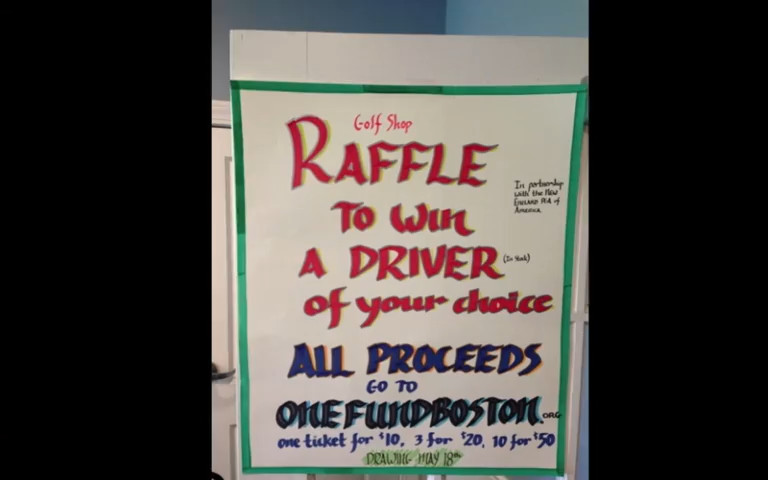 Golf Shop
RAFFLE
In partnership
with the NEW
ENGLAND PGA of
America
TO WIN
A DRIVER (In Stock)
of your choice
ALL PROCEEDS
GO TO
ONEFUNDBOSTON.ORG
one ticket for $10, 3 for $20, 10 for $50
DRAWING MAY 18th